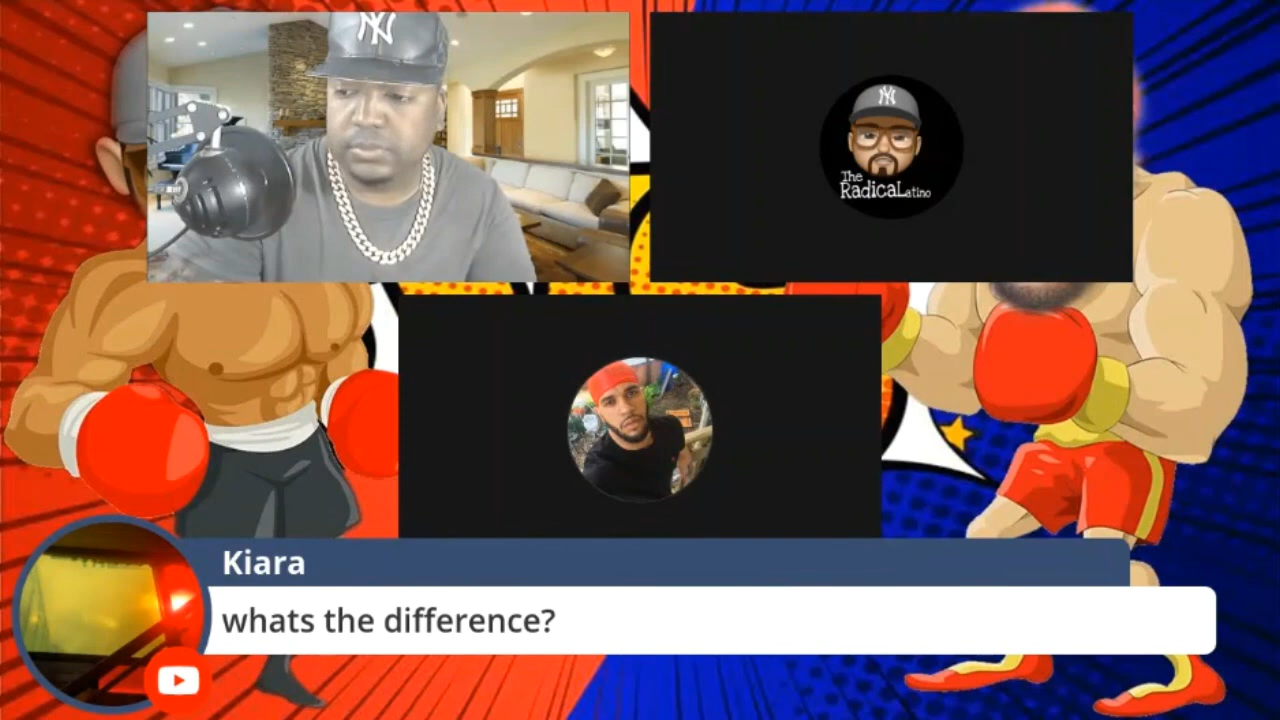 NY
NY
The
RadicaLatino
Kiara
whats the difference?